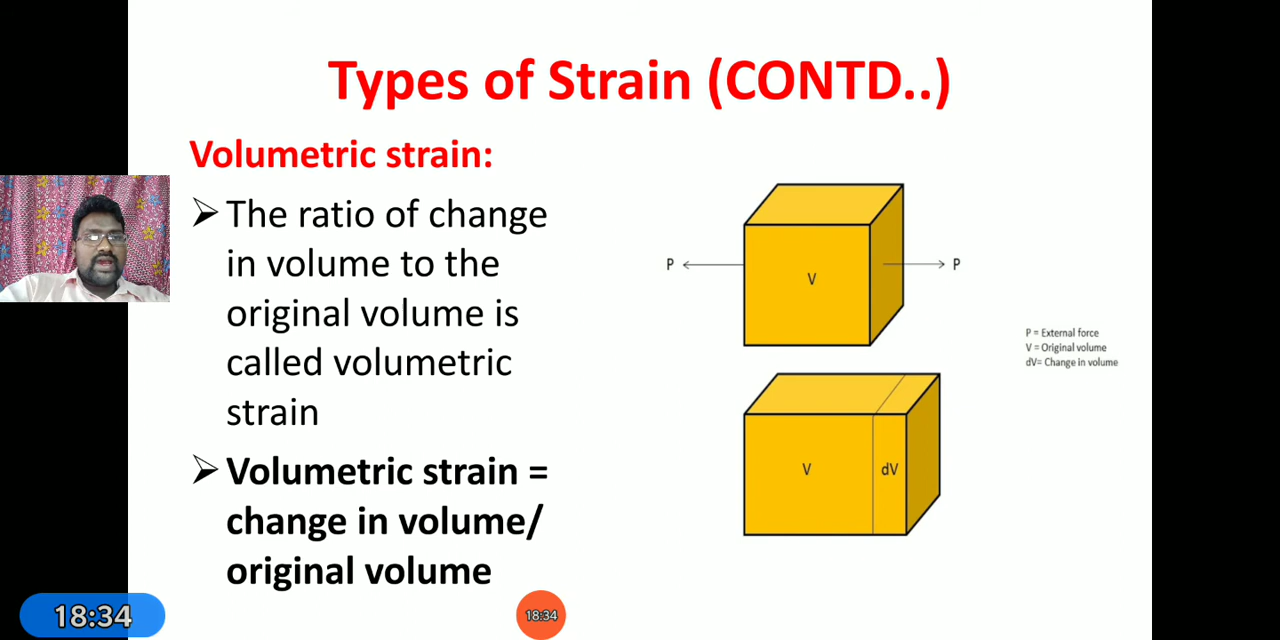 Types of Strain (CONTD..)
Volumetric strain:
The ratio of change
in volume to the
original volume is
called volumetric
strain
Volumetric strain =
change in volume/
original volume
P
V
P
P = External force
V = Original volume
dV= Change in volume
V
dV
18:34
18:34